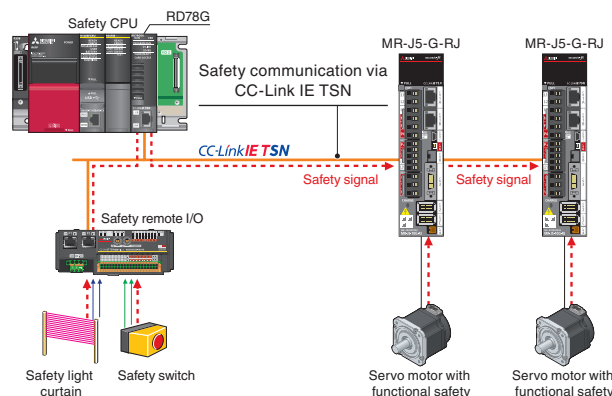 RD78G
Safety CPU
MR-J5-G-RJ
MR-J5-G-RJ
Safety communication via
CC-Link IE TSN
CC-Link IE TSN
Safety signal
Safety signal
Safety remote I/O
Safety light
curtain
Safety switch
Servo motor with
functional safety
Servo motor with
functional safety